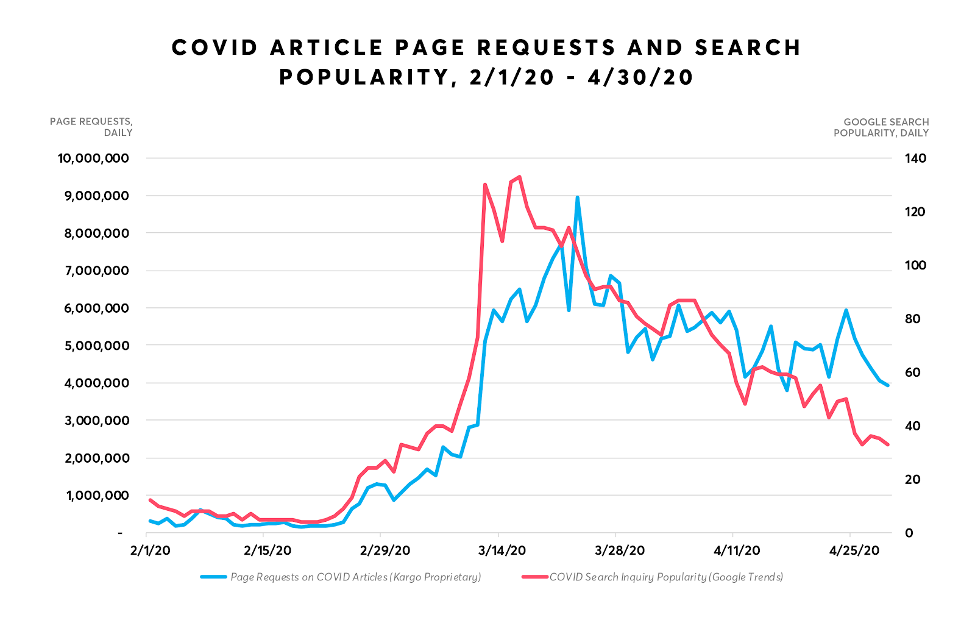 COVID ARTICLE PAGE REQUESTS AND SEARCH
POPULARITY, 2/1/20 - 4/30/20
PAGE REQUESTS,
DAILY
GOOGLE SEARCH
POPULARITY, DAILY
10,000,000
9,000,000
8,000,000
7,000,000
6,000,000
5,000,000
4,000,000
3,000,000
2,000,000
1,000,000
-
140
120
100
80
60
40
20
0
2/1/20 2/15/20 2/29/20 3/14/20 3/28/20 4/11/20 4/25/20
Page Requests on COVID Articles (Kargo Proprietary) COVID Search Inquiry Popularity (Google Trends)